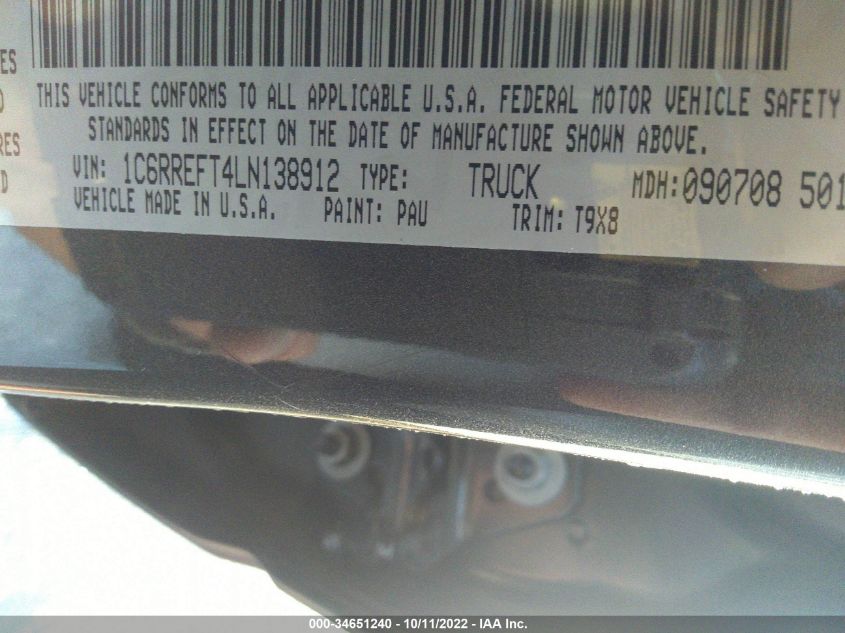 ES
THIS VEHICLE CONFORMS TO ALL APPLICABLE U.S.A. FEDERAL MOTOR VEHICLE SAFETY
STANDARDS IN EFFECT ON THE DATE OF MANUFACTURE SHOWN ABOVE.
RES
D
VIN: 1C6RREFT4LN138912 TYPE: TRUCK MDH:090708 501
VEHICLE MADE IN U.S.A. PAINT: PAU TRIM: T9X8
000-34651240 - 10/11/2022 - IAA Inc.